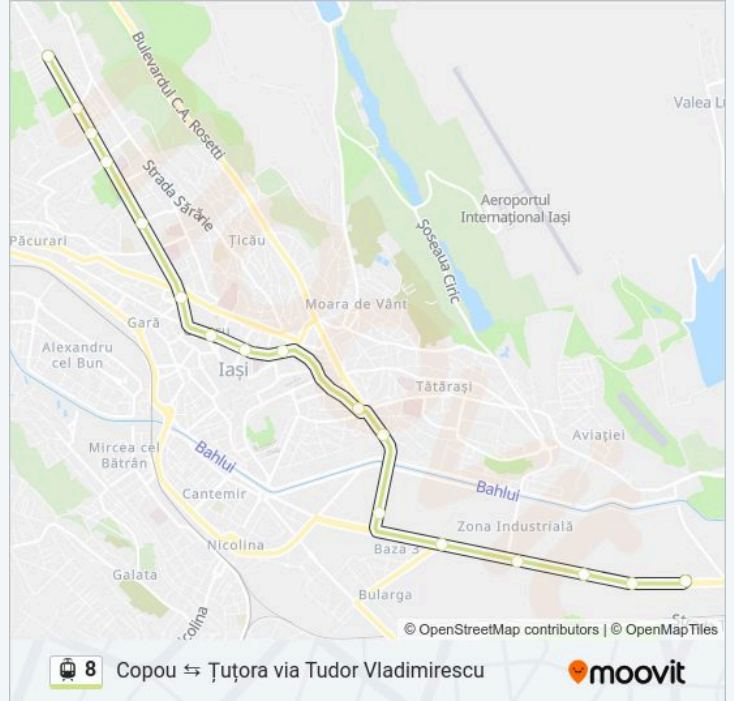 Bulevardul C.A. Rosetti
Valea Lu
Strada Sărărie
Aeroportul
Internațional Iași
Șoseaua Ciric
Păcurari
Țicău
Moara de Vânt
Gară
Alexandru
cel Bun
Iași
Tătărași
Aviației
Mircea cel
Bătrân
Bahlui
Bahlui
Cantemir
Zona Industrială
Nicolina
Baza 3
Galata
Bularga
colina
© OpenStreetMap contributors | © OpenMapTiles
8 Copou ⇆ Țuțora via Tudor Vladimirescu
moovit